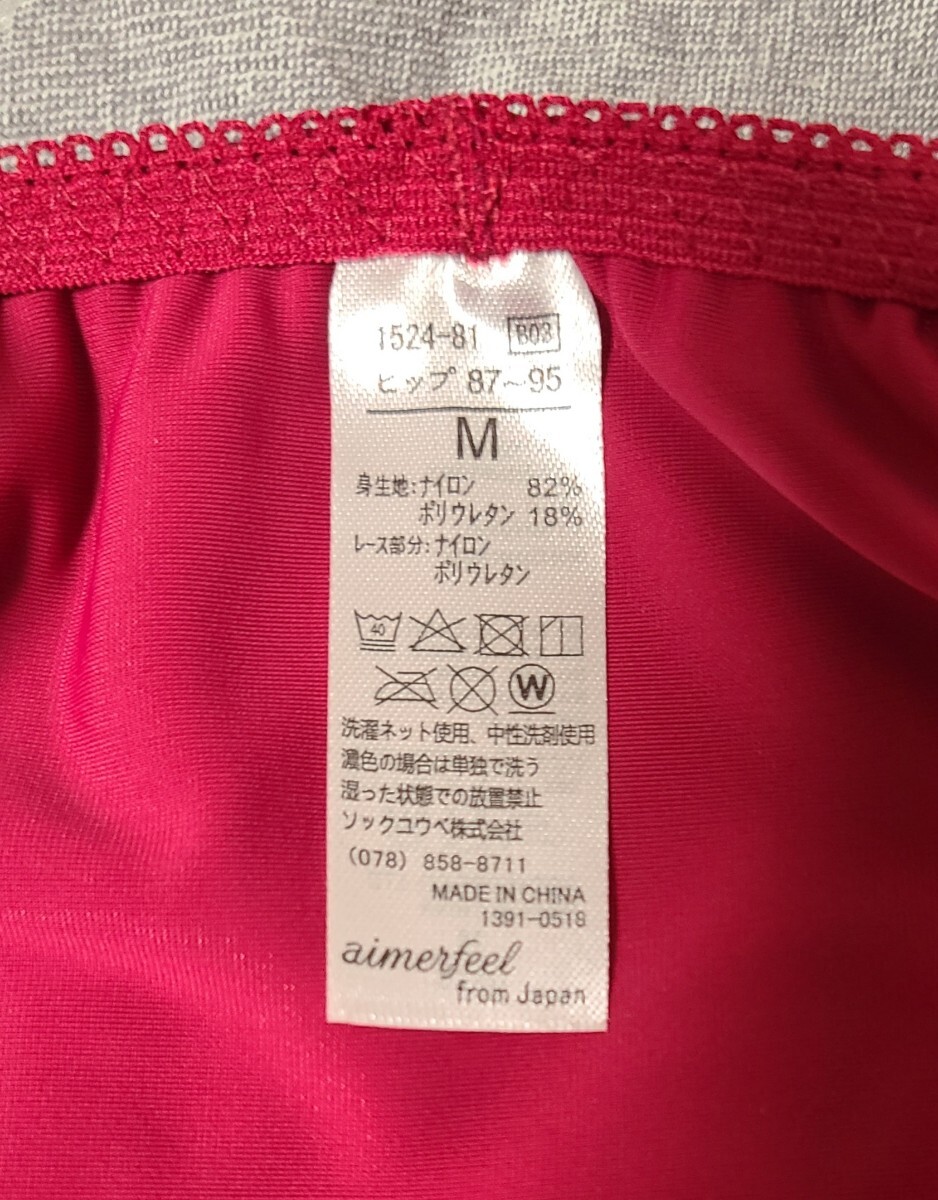 1524-81 B03
ヒップ 87~95
M
身生地:ナイロン 82%
ポリウレタン 18%
レース部分:ナイロン
ポリウレタン
40
W
洗濯ネット使用、中性洗剤使用
濃色の場合は単独で洗う
湿った状態での放置禁止
ソックコウベ株式会社
(078) 858-8711
MADE IN CHINA
1391-0518
aimerfeel
from Japan